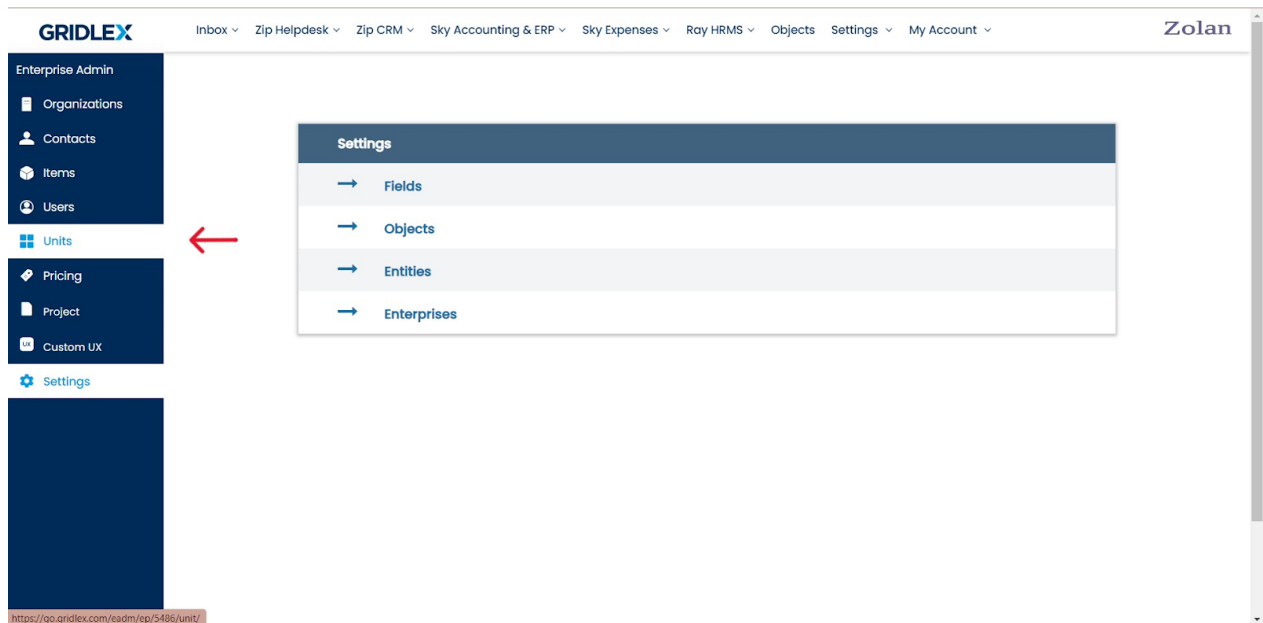 GRIDLEX Inbox Zip Helpdesk Zip CRM Sky Accounting & ERP Sky Expenses Ray HRMS Objects Settings My Account Zolan
Enterprise Admin
Organizations
Contacts
Items
Users
Units
Pricing
Project
UX Custom UX
Settings
Settings
Fields
Objects
Entities
Enterprises
https://go.gridlex.com/eadm/ep/5486/unit/